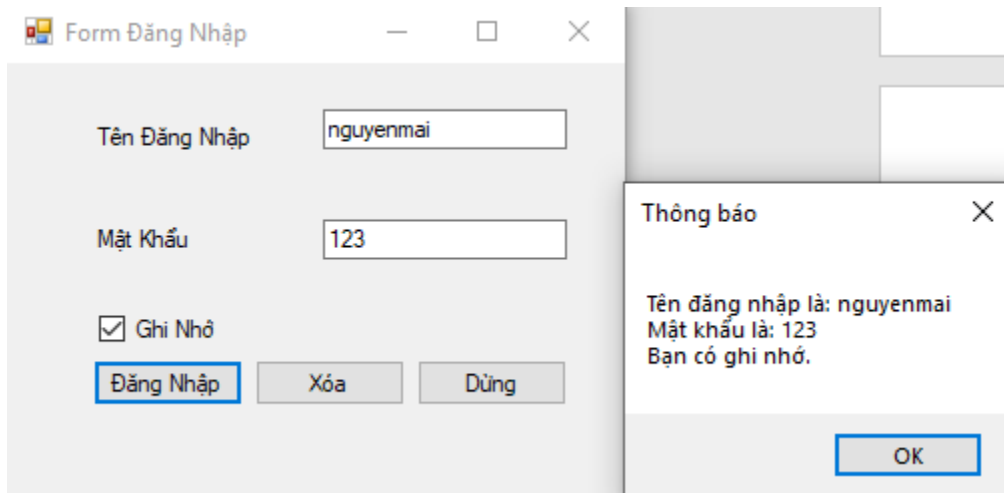 Form Đăng Nhập
Tên Đăng Nhập
nguyenmai
Mật Khẩu
123
Ghi Nhớ
Đăng Nhập
Xóa
Dừng
Thông báo
Tên đăng nhập là: nguyenmai
Mật khẩu là: 123
Bạn có ghi nhớ.
OK